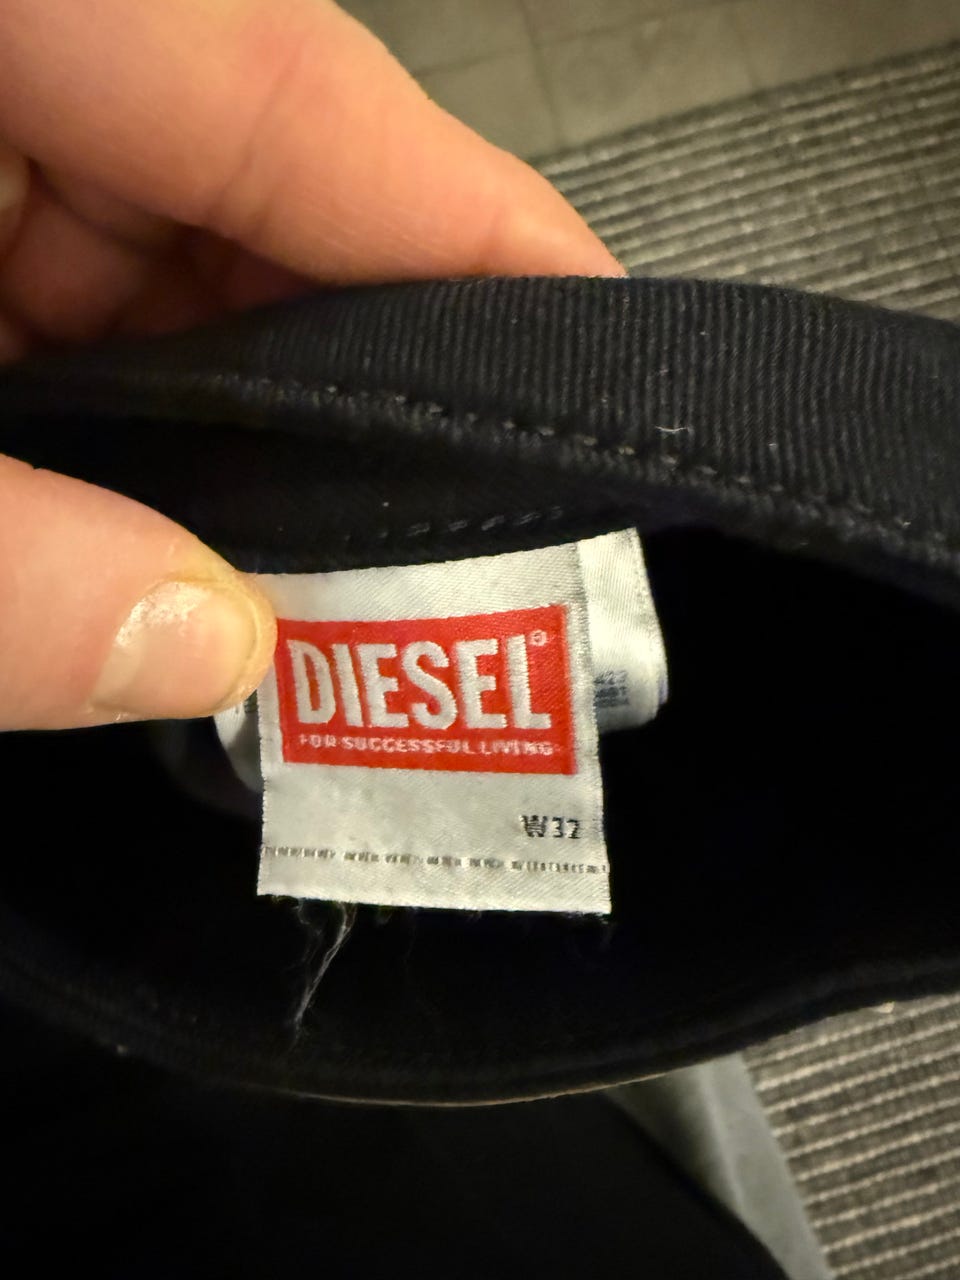 DIESEL®
FOR SUCCESSFUL LIVING
W32